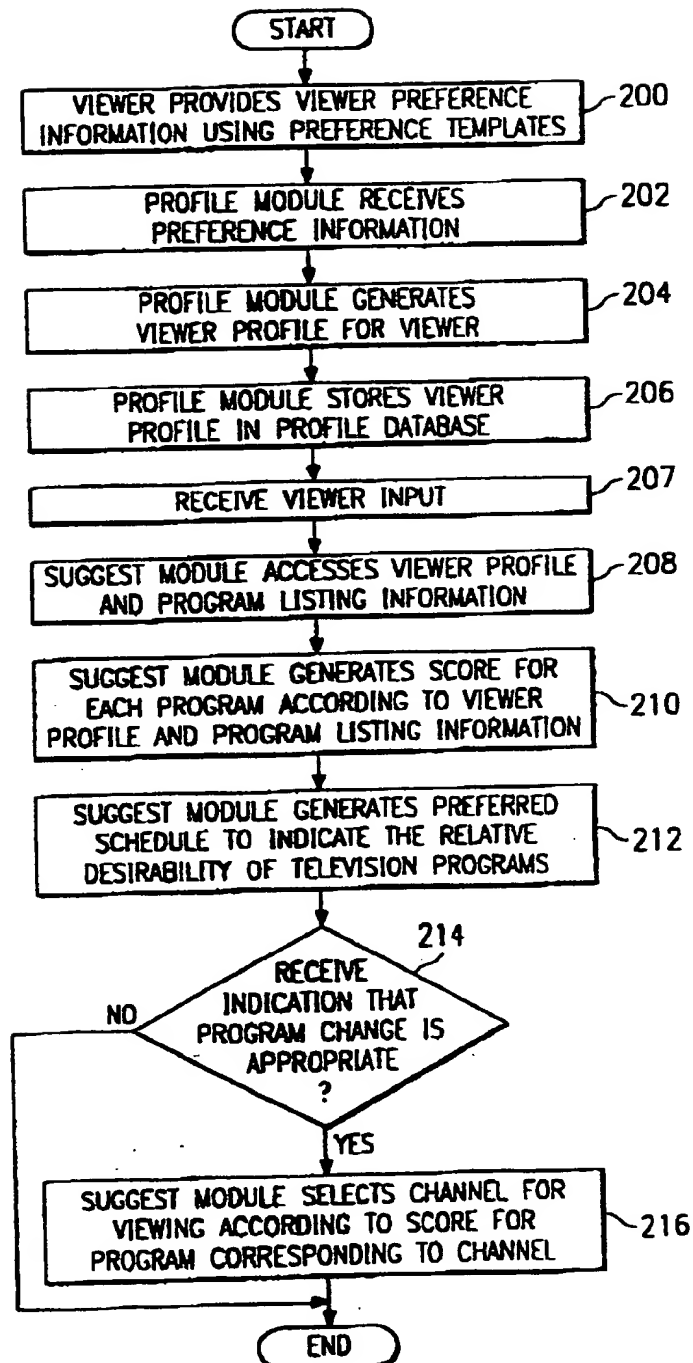 START
VIEWER PROVIDES VIEWER PREFERENCE
INFORMATION USING PREFERENCE TEMPLATES
200
PROFILE MODULE RECEIVES
PREFERENCE INFORMATION
202
PROFILE MODULE GENERATES
VIEWER PROFILE FOR VIEWER
204
PROFILE MODULE STORES VIEWER
PROFILE IN PROFILE DATABASE
206
RECEIVE VIEWER INPUT
207
SUGGEST MODULE ACCESSES VIEWER PROFILE
AND PROGRAM LISTING INFORMATION
208
SUGGEST MODULE GENERATES SCORE FOR
EACH PROGRAM ACCORDING TO VIEWER
PROFILE AND PROGRAM LISTING INFORMATION
210
SUGGEST MODULE GENERATES PREFERRED
SCHEDULE TO INDICATE THE RELATIVE
DESIRABILITY OF TELEVISION PROGRAMS
212
214
RECEIVE
INDICATION THAT
PROGRAM CHANGE IS
APPROPRIATE
?
NO
YES
SUGGEST MODULE SELECTS CHANNEL FOR
VIEWING ACCORDING TO SCORE FOR
PROGRAM CORRESPONDING TO CHANNEL
216
END